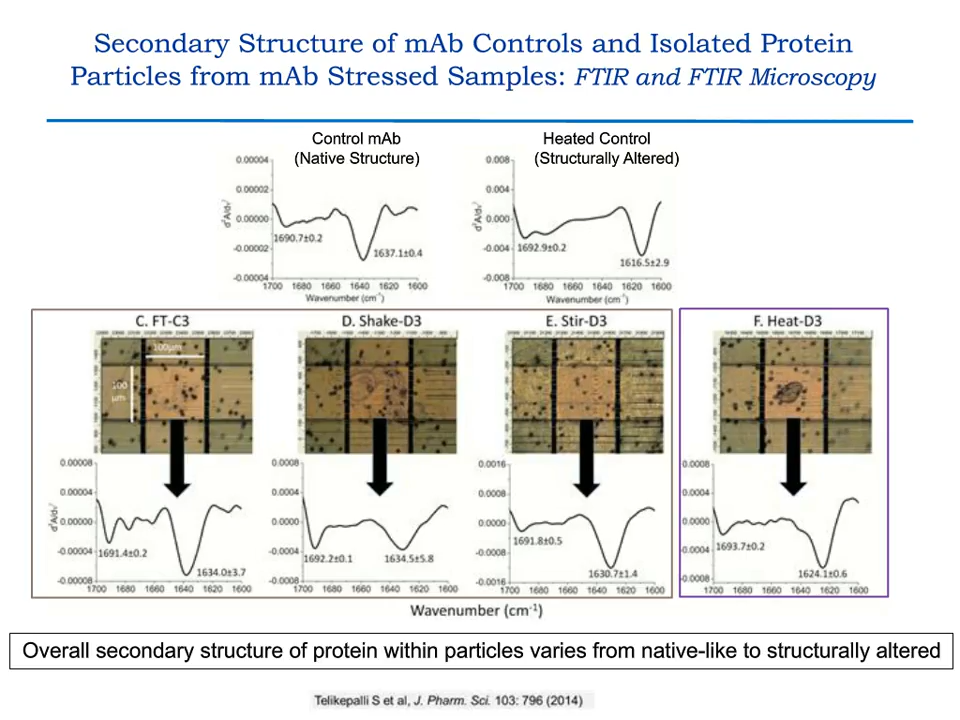 Secondary Structure of mAb Controls and Isolated Protein
Particles from mAb Stressed Samples: FTIR and FTIR Microscopy
Control mAb
(Native Structure)
Heated Control
(Structurally Altered)
0.00004
0.00002
0.00000
-0.00002
-0.00004
d²A/dν²
1690.7±0.2
1637.1±0.4
1700 1680 1660 1640 1620 1600
Wavenumber (cm⁻¹)
0.008
0.004
0.000
-0.004
-0.008
d²A/dν²
1692.9±0.2
1616.5±2.9
1700 1680 1660 1640 1620 1600
Wavenumber (cm⁻¹)
C. FT-C3
D. Shake-D3
E. Stir-D3
F. Heat-D3
100µm
100
µm
0.00008
0.00004
0.00000
-0.00004
-0.00008
d²A/dν²
1691.4±0.2
1634.0±3.7
1700 1680 1660 1640 1620 1600
0.0008
0.0004
0.0000
-0.0004
-0.0008
1692.2±0.1
1634.5±5.8
1700 1680 1660 1640 1620 1600
0.0016
0.0008
0.0000
-0.0008
-0.0016
1691.8±0.5
1630.7±1.4
1700 1680 1660 1640 1620 1600
0.0008
0.0004
0.0000
-0.0004
-0.0008
1693.7±0.2
1624.1±0.6
1700 1680 1660 1640 1620 1600
Wavenumber (cm⁻¹)
Overall secondary structure of protein within particles varies from native-like to structurally altered
Telikepalli S et al, J. Pharm. Sci. 103: 796 (2014)